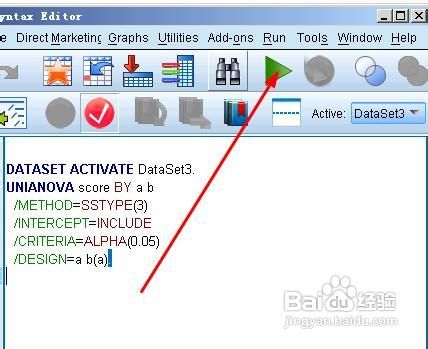 yntax Editor
Direct Marketing Graphs Utilities Add-ons Run Tools Window Help
Active: DataSet3
DATASET ACTIVATE DataSet3.
UNIANOVA score BY a b
/METHOD=SSTYPE(3)
/INTERCEPT=INCLUDE
/CRITERIA=ALPHA(0.05)
/DESIGN=a b(a)
Baidu 经验
jingyan.baidu.com